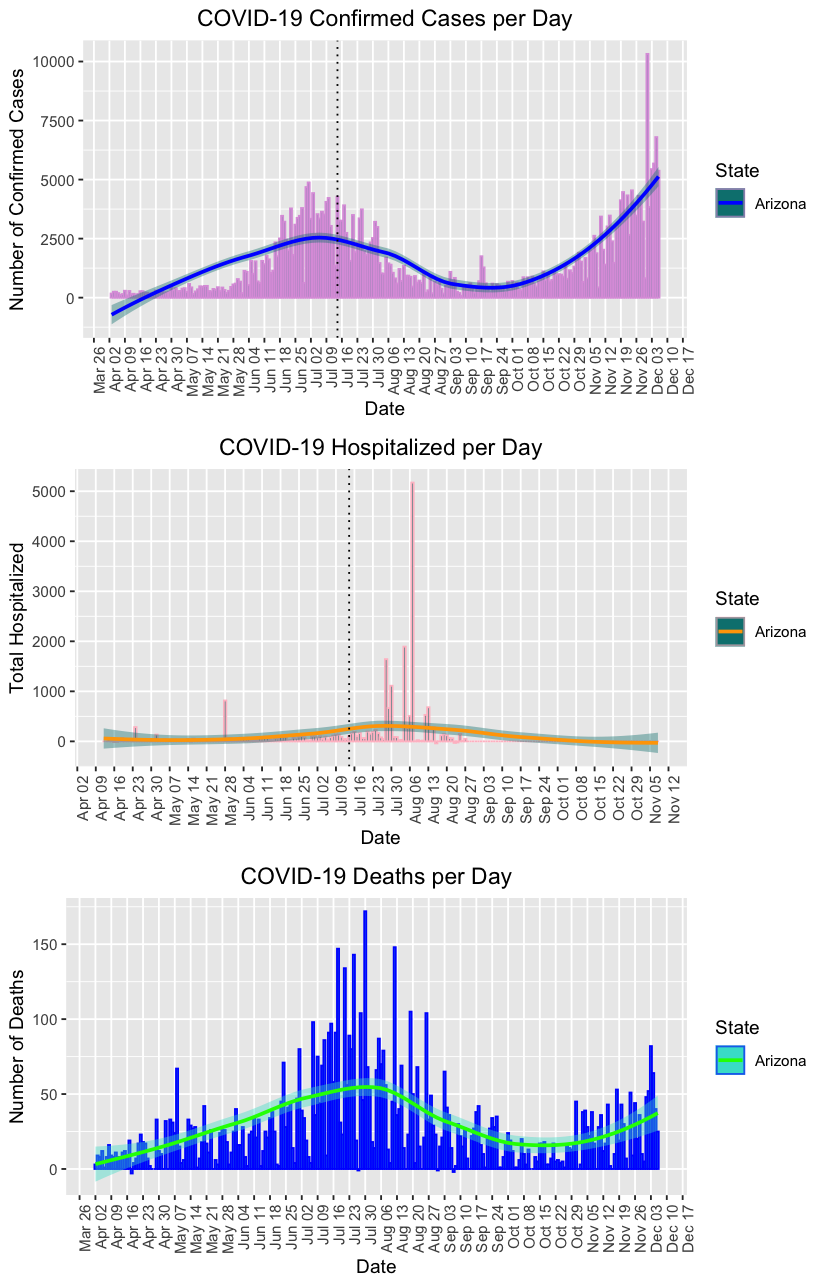 COVID-19 Confirmed Cases per Day
Number of Confirmed Cases
10000
7500
5000
2500
0
Mar 26
Apr 02
Apr 09
Apr 16
Apr 23
Apr 30
May 07
May 14
May 21
May 28
Jun 04
Jun 11
Jun 18
Jun 25
Jul 02
Jul 09
Jul 16
Jul 23
Jul 30
Aug 06
Aug 13
Aug 20
Aug 27
Sep 03
Sep 10
Sep 17
Sep 24
Oct 01
Oct 08
Oct 15
Oct 22
Oct 29
Nov 05
Nov 12
Nov 19
Nov 26
Dec 03
Dec 10
Dec 17
Date
State
Arizona
COVID-19 Hospitalized per Day
Total Hospitalized
5000
4000
3000
2000
1000
0
Apr 02
Apr 09
Apr 16
Apr 23
Apr 30
May 07
May 14
May 21
May 28
Jun 04
Jun 11
Jun 18
Jun 25
Jul 02
Jul 09
Jul 16
Jul 23
Jul 30
Aug 06
Aug 13
Aug 20
Aug 27
Sep 03
Sep 10
Sep 17
Sep 24
Oct 01
Oct 08
Oct 15
Oct 22
Oct 29
Nov 05
Nov 12
Date
State
Arizona
COVID-19 Deaths per Day
Number of Deaths
150
100
50
0
Mar 26
Apr 02
Apr 09
Apr 16
Apr 23
Apr 30
May 07
May 14
May 21
May 28
Jun 04
Jun 11
Jun 18
Jun 25
Jul 02
Jul 09
Jul 16
Jul 23
Jul 30
Aug 06
Aug 13
Aug 20
Aug 27
Sep 03
Sep 10
Sep 17
Sep 24
Oct 01
Oct 08
Oct 15
Oct 22
Oct 29
Nov 05
Nov 12
Nov 19
Nov 26
Dec 03
Dec 10
Dec 17
Date
State
Arizona